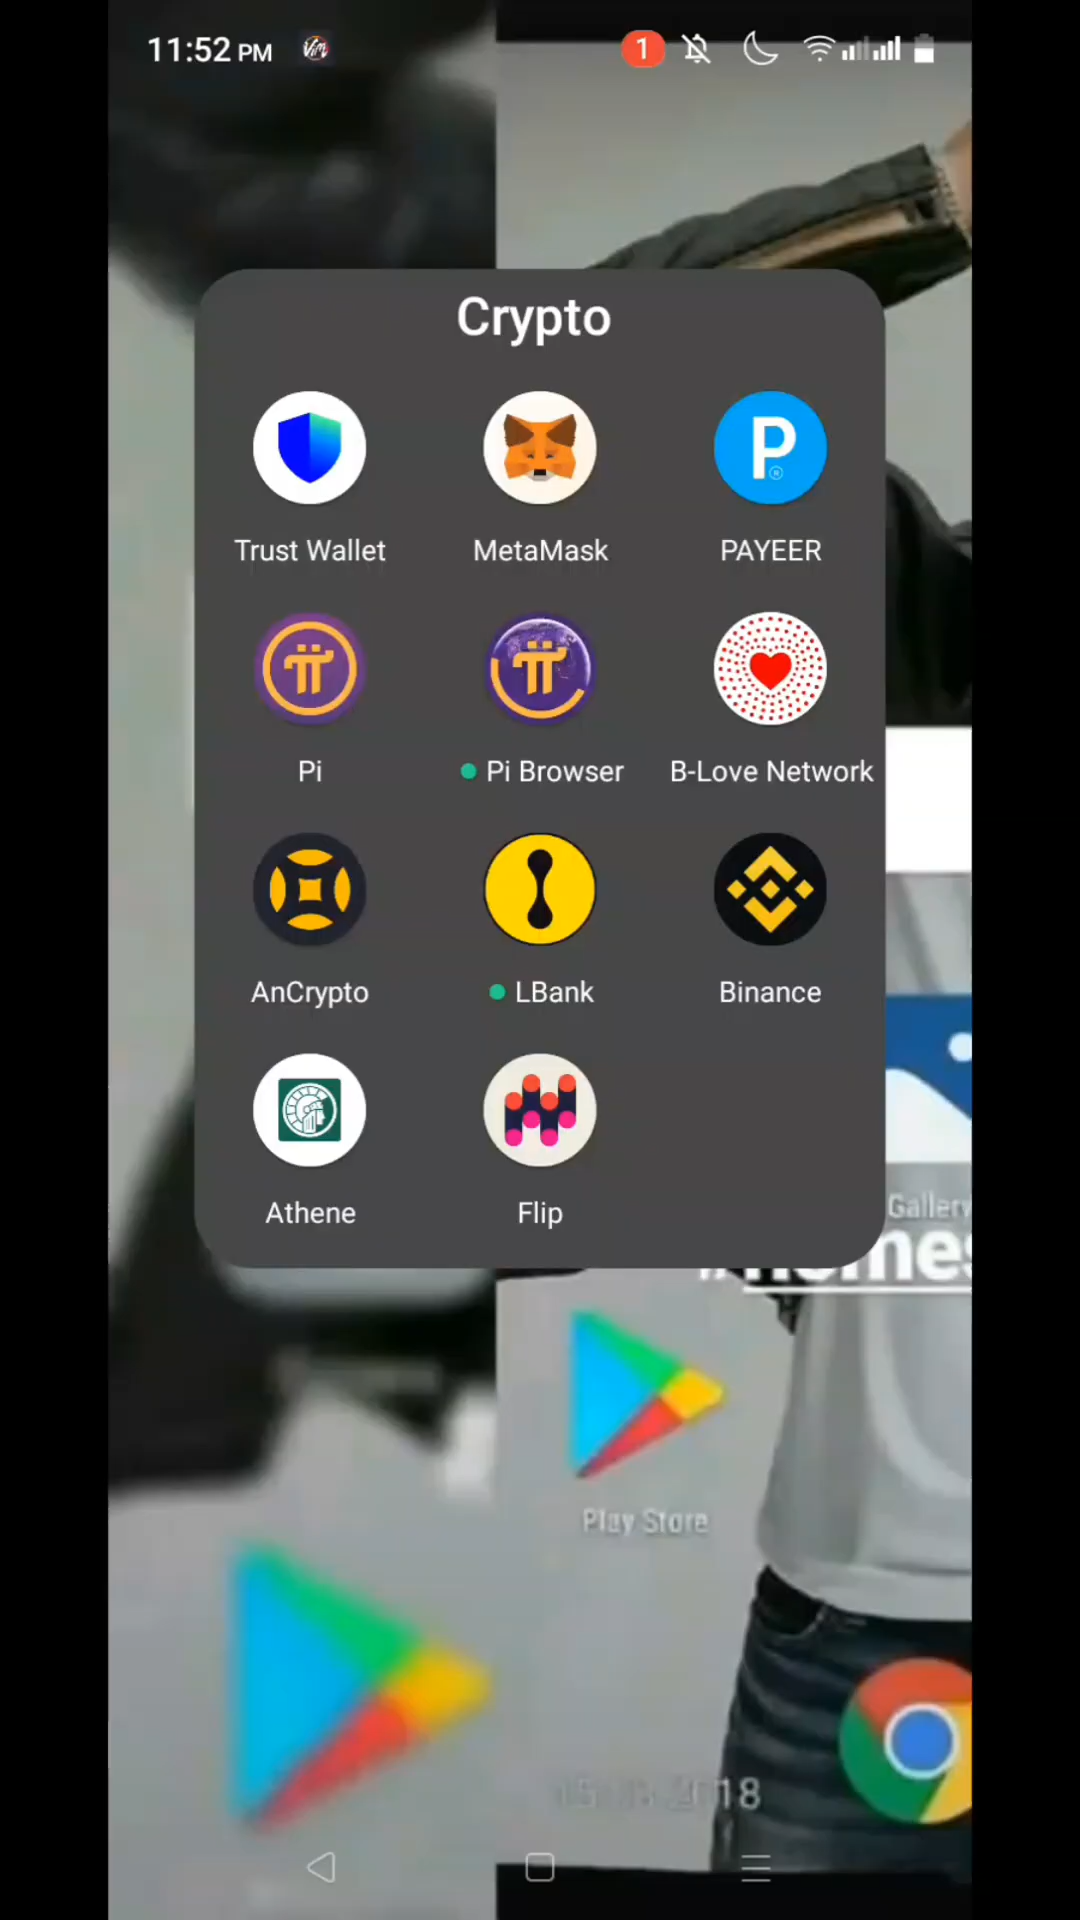 11:52 PM
1
Crypto
Trust Wallet
MetaMask
PAYEER
Pi
Pi Browser
B-Love Network
AnCrypto
LBank
Binance
Athene
Flip
Gallery
Play Store